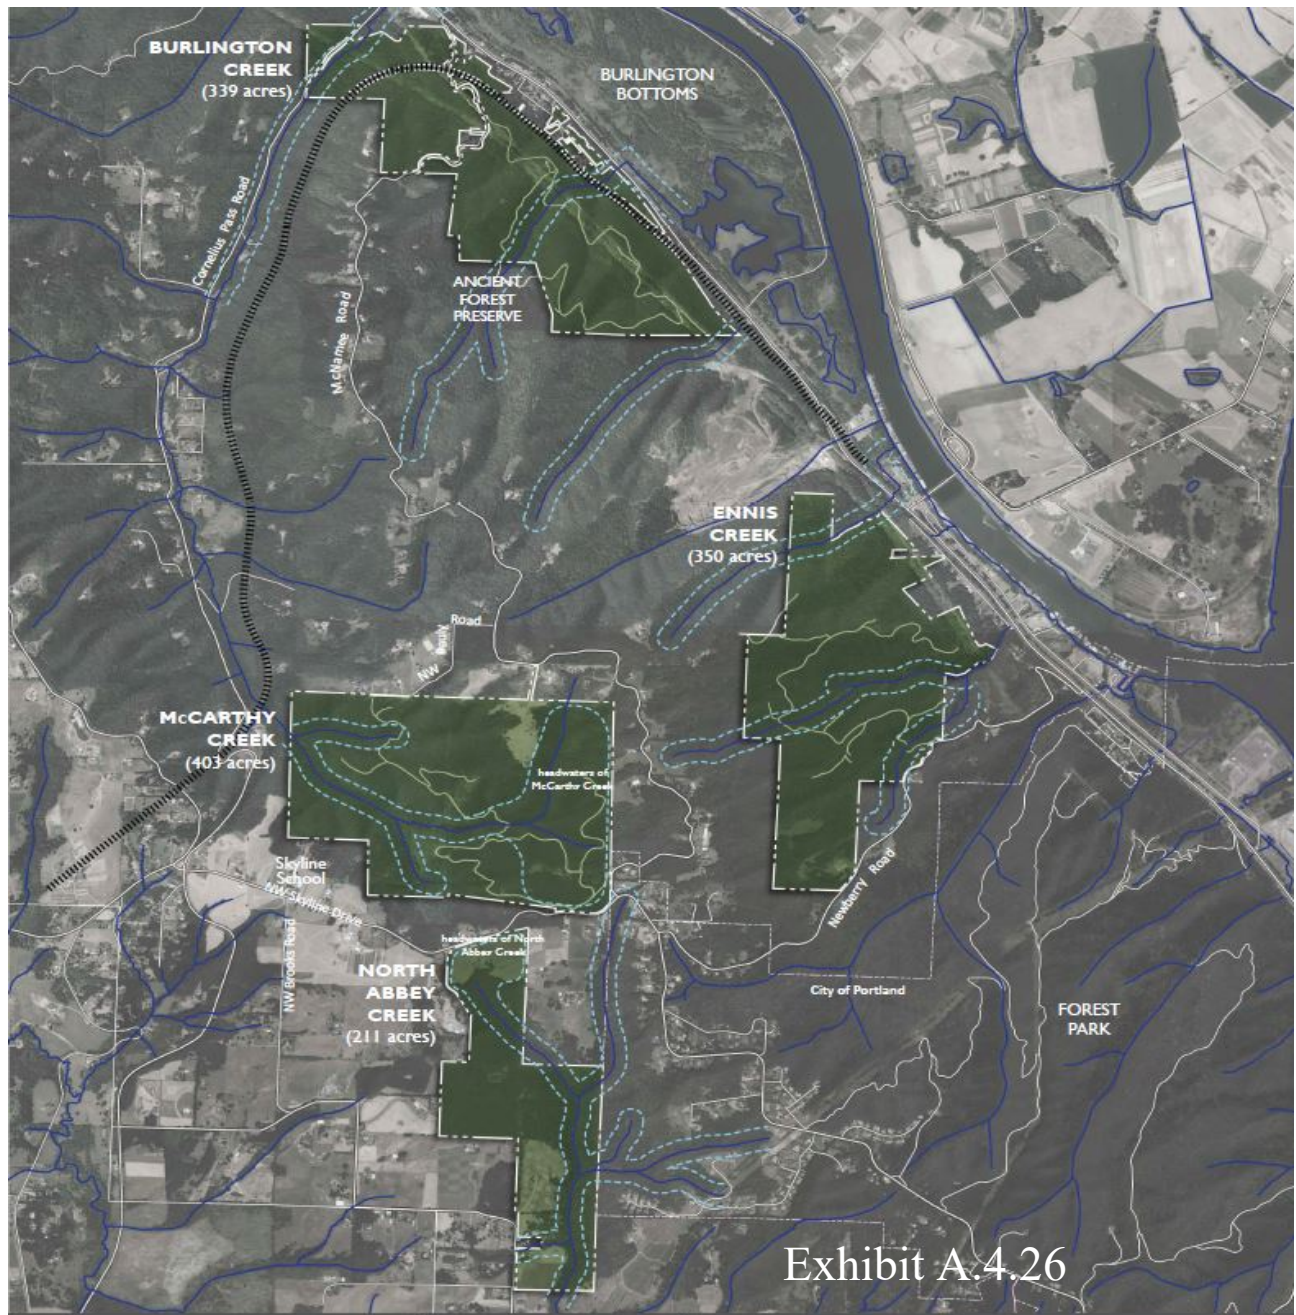 BURLINGTON
CREEK
(339 acres)
BURLINGTON
BOTTOMS
Cornelius Pass Road
McNamee Road
ANCIENT
FOREST
PRESERVE
ENNIS
CREEK
(350 acres)
NW
Road
McCARTHY
CREEK
(403 acres)
headwaters of
McCarthr Creek
Skyline
School
NW Skyline Drive
Newberry Road
NW Brooks Road
headwaters of North
Abbex Creek
NORTH
ABBEY
CREEK
(211 acres)
City of Portland
FOREST
PARK
Exhibit A.4.26